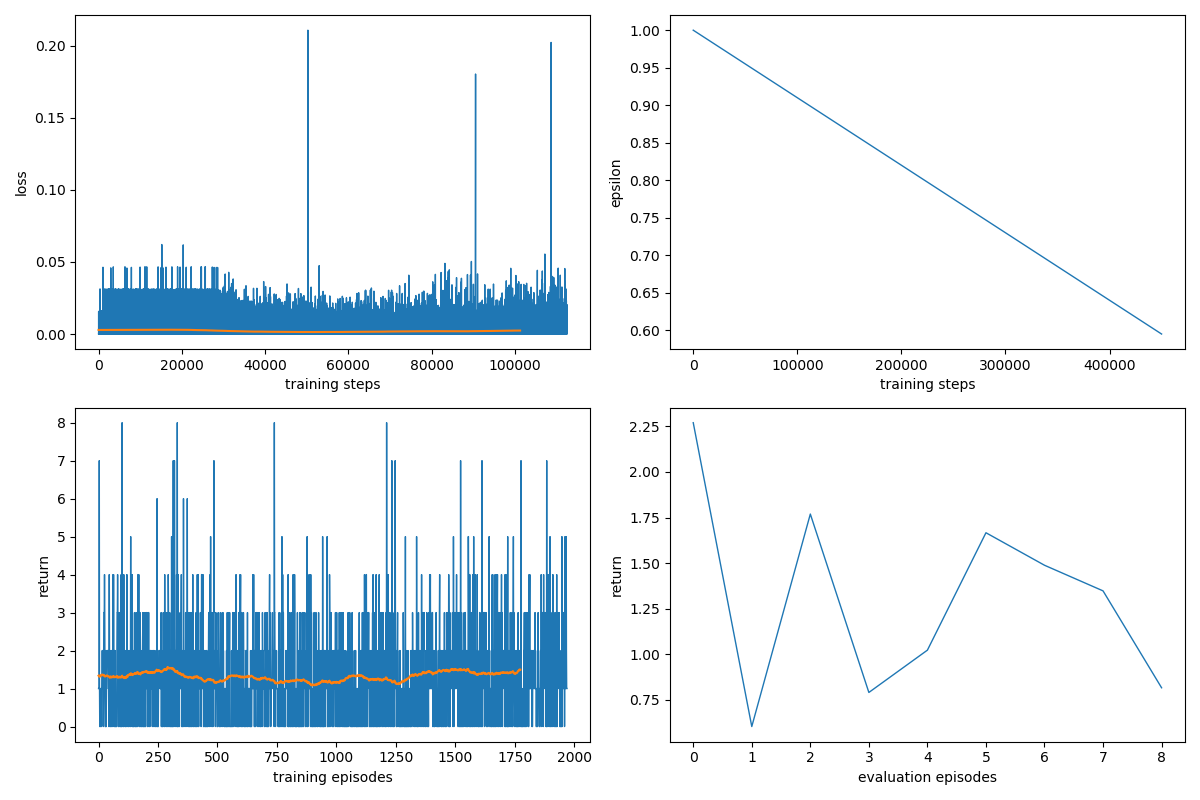 loss
0.20
0.15
0.10
0.05
0.00
0 20000 40000 60000 80000 100000
training steps
epsilon
1.00
0.95
0.90
0.85
0.80
0.75
0.70
0.65
0.60
0 100000 200000 300000 400000
training steps
return
8
7
6
5
4
3
2
1
0
0 250 500 750 1000 1250 1500 1750 2000
training episodes
return
2.25
2.00
1.75
1.50
1.25
1.00
0.75
0 1 2 3 4 5 6 7 8
evaluation episodes